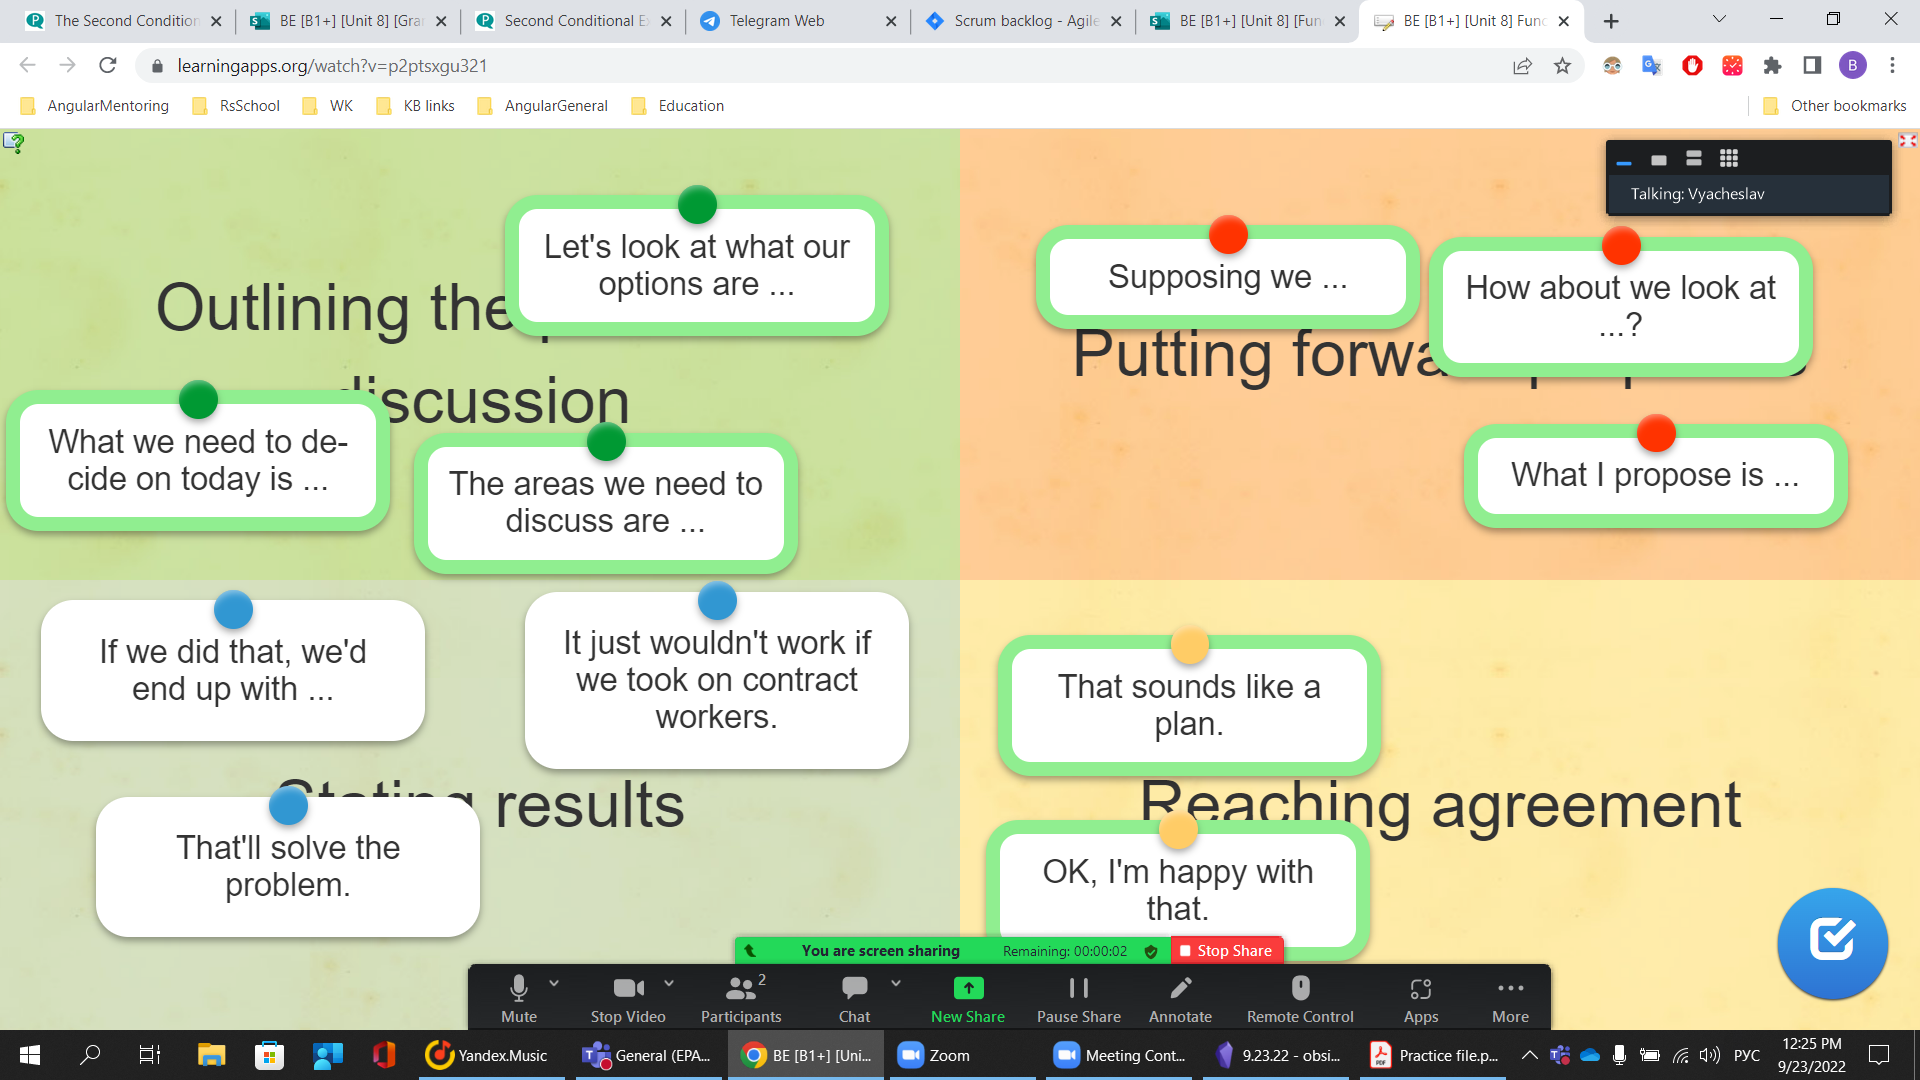 The Second Condition
BE [B1+] [Unit 8] [Gra
Second Conditional E
Telegram Web
Scrum backlog - Agile
BE [B1+] [Unit 8] [Fun
BE [B1+] [Unit 8] Func
learningapps.org/watch?v=p2ptsxgu321
B
AngularMentoring
RsSchool
WK
KB links
AngularGeneral
Education
Other bookmarks
Talking: Vyacheslav
Outlining the
discussion
Let's look at what our
options are ...
What we need to de-
cide on today is ...
The areas we need to
discuss are ...
Supposing we ...
How about we look at
...?
Putting forwa
What I propose is ...
If we did that, we'd
end up with ...
It just wouldn't work if
we took on contract
workers.
Stating results
That'll solve the
problem.
That sounds like a
plan.
Reaching agreement
OK, I'm happy with
that.
You are screen sharing
Remaining: 00:00:02
Stop Share
Mute
Stop Video
2
Participants
Chat
New Share
Pause Share
Annotate
Remote Control
Apps
More
Yandex.Music
General (EPA...
BE [B1+] [Uni...
Zoom
Meeting Cont...
9.23.22 - obsi...
Practice file.p...
РУС
12:25 PM
9/23/2022